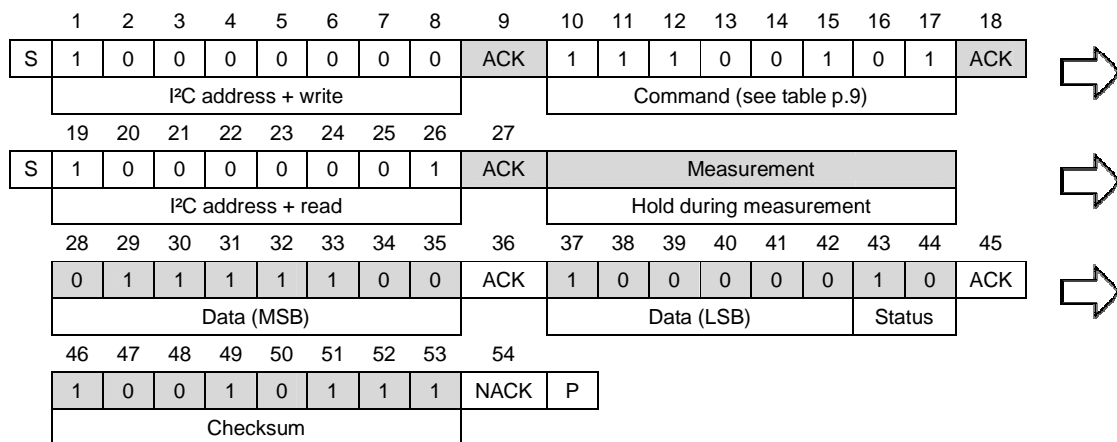 1 2 3 4 5 6 7 8 9 10 11 12 13 14 15 16 17 18
S 1 0 0 0 0 0 0 0 ACK 1 1 1 0 0 1 0 1 ACK
I²C address + write Command (see table p.9)
19 20 21 22 23 24 25 26 27
S 1 0 0 0 0 0 0 1 ACK Measurement
I²C address + read Hold during measurement
28 29 30 31 32 33 34 35 36 37 38 39 40 41 42 43 44 45
0 1 1 1 1 1 0 0 ACK 1 0 0 0 0 0 1 0 ACK
Data (MSB) Data (LSB) Status
46 47 48 49 50 51 52 53 54
1 0 0 1 0 1 1 1 NACK P
Checksum